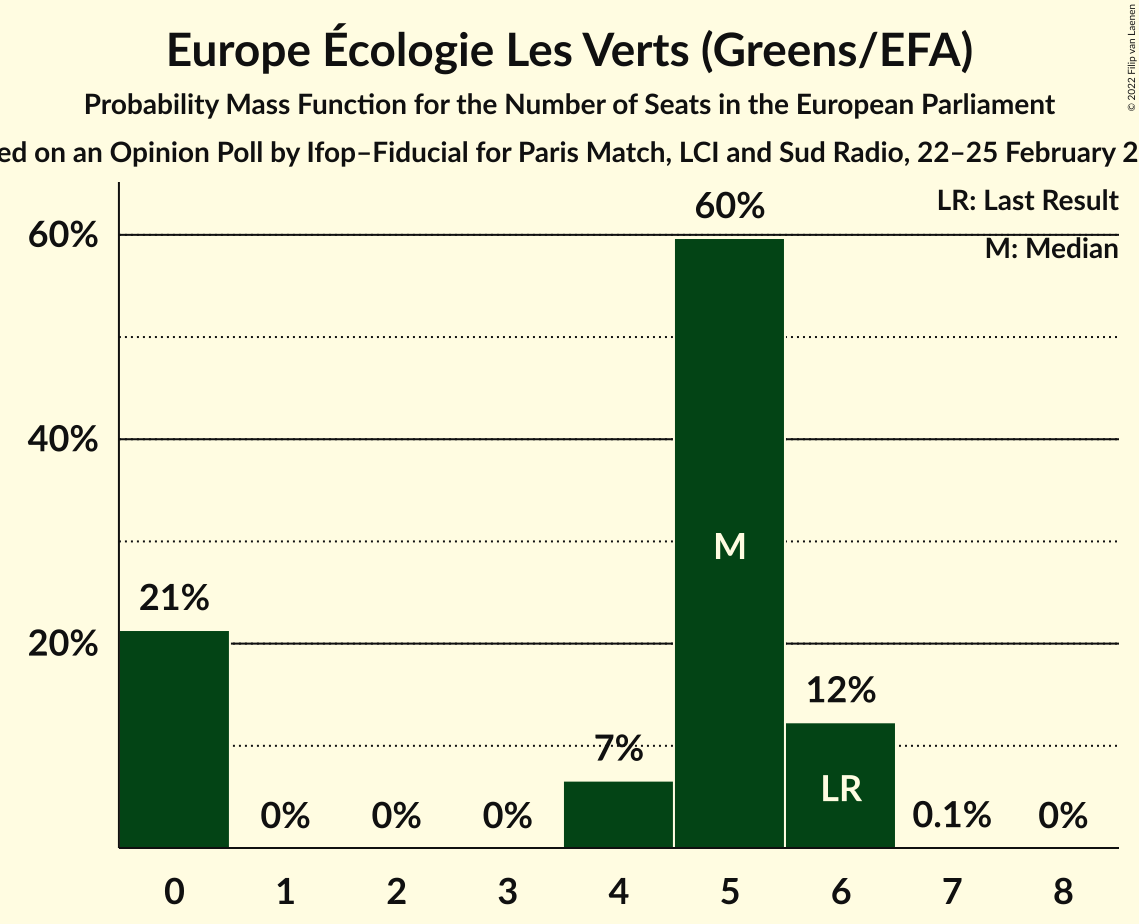 Europe Écologie Les Verts (Greens/EFA)
Probability Mass Function for the Number of Seats in the European Parliament
on an Opinion Poll by Ifop–Fiducial for Paris Match, LCI and Sud Radio, 22–25 February
© 2022 Filip van Laenen
LR: Last Result
M: Median
60%
60%
40%
M
21%
20%
12%
7%
LR
0% 0% 0% 0.1% 0%
0 1 2 3 4 5 6 7 8